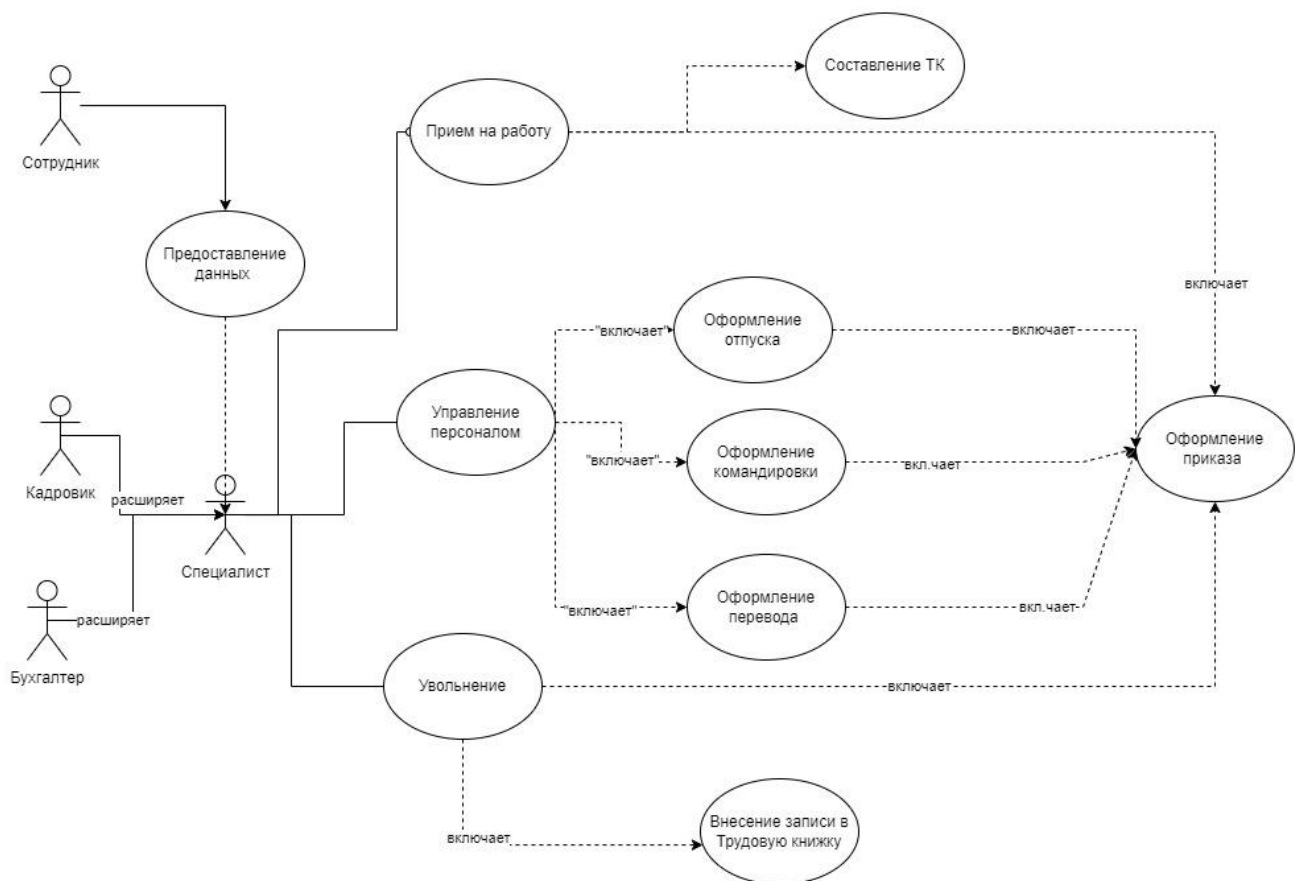 Составление ТК
Сотрудник
Прием на работу
Предоставление
данных
включает
"включает"
Оформление
отпуска
включает
Кадровик
расширяет
Специалист
Управление
персоналом
"включает"
Оформление
командировки
вкл.чает
Оформление
приказа
Бухгалтер
расширяет
"включает"
Оформление
перевода
вкл.чает
Увольнение
включает
включает
Внесение записи в
Трудовую книжку